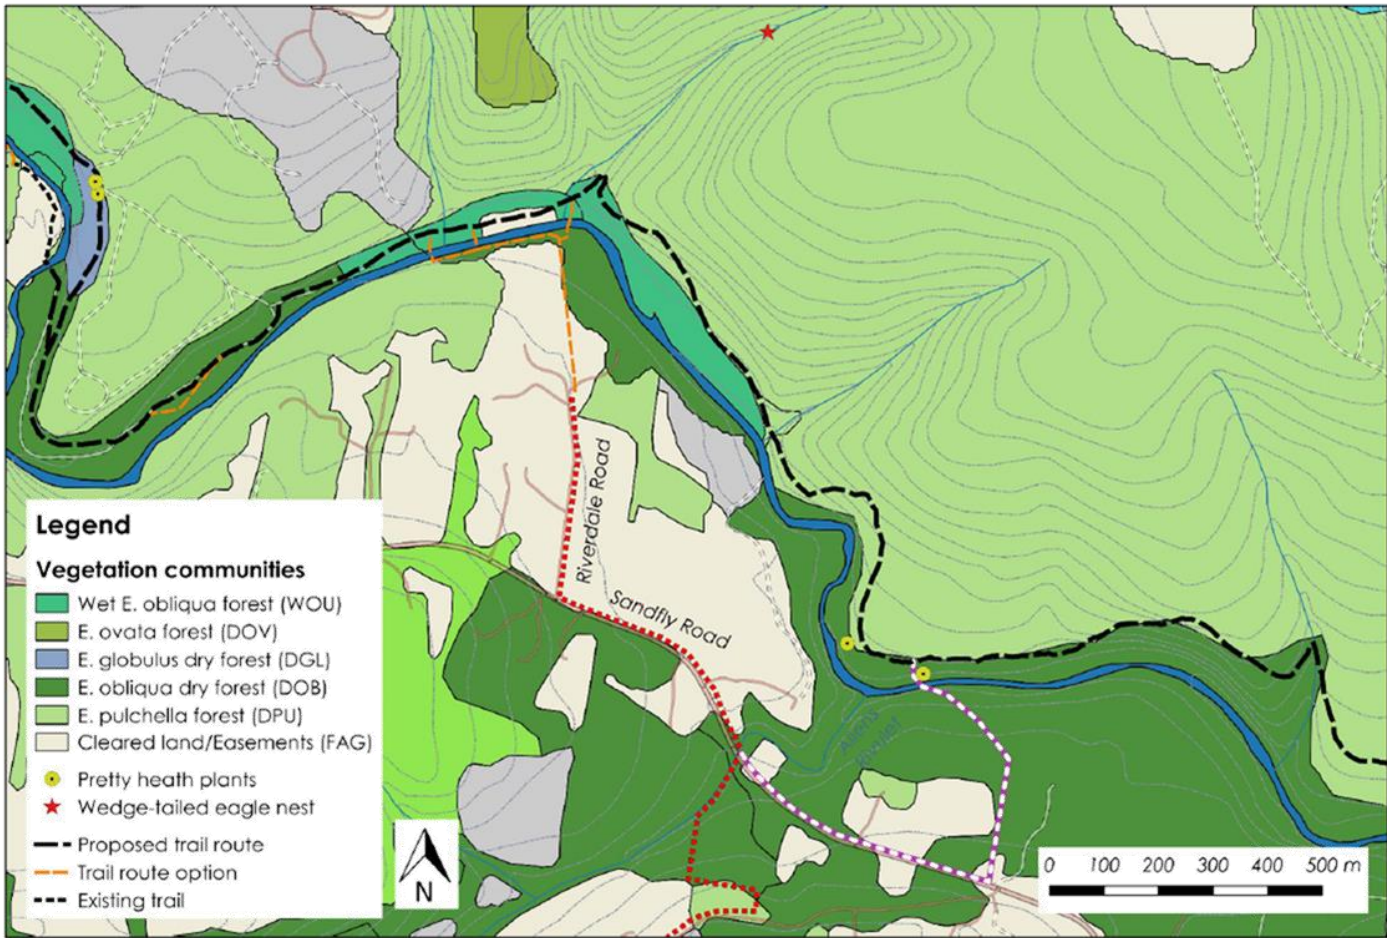 Riverdale Road
Sandfly Road
Allens
Rivulet
Legend
Vegetation communities
Wet E. obliqua forest (WOU)
E. ovata forest (DOV)
E. globulus dry forest (DGL)
E. obliqua dry forest (DOB)
E. pulchella forest (DPU)
Cleared land/Easements (FAG)
Pretty heath plants
Wedge-tailed eagle nest
Proposed trail route
Trail route option
Existing trail
N
0 100 200 300 400 500 m